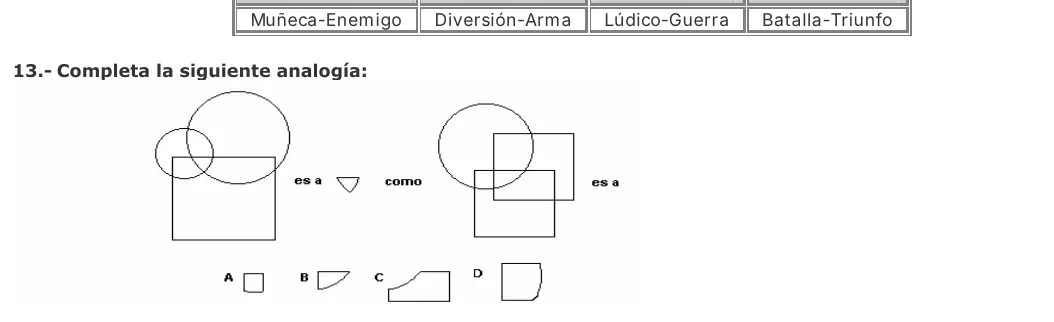 Muñeca-Enemigo Diversión-Arma Lúdico-Guerra Batalla-Triunfo
13.- Completa la siguiente analogía:
es a como es a
A B C D